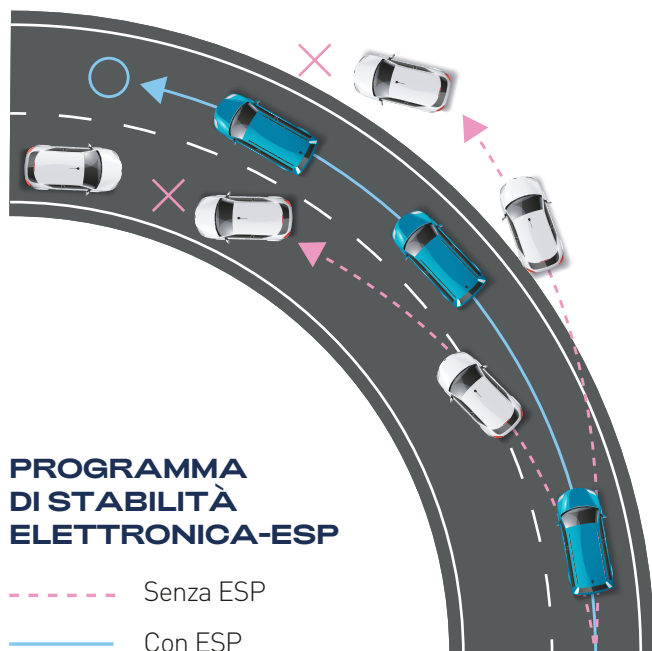 PROGRAMMA
DI STABILITÀ
ELETTRONICA-ESP
Senza ESP
Con ESP